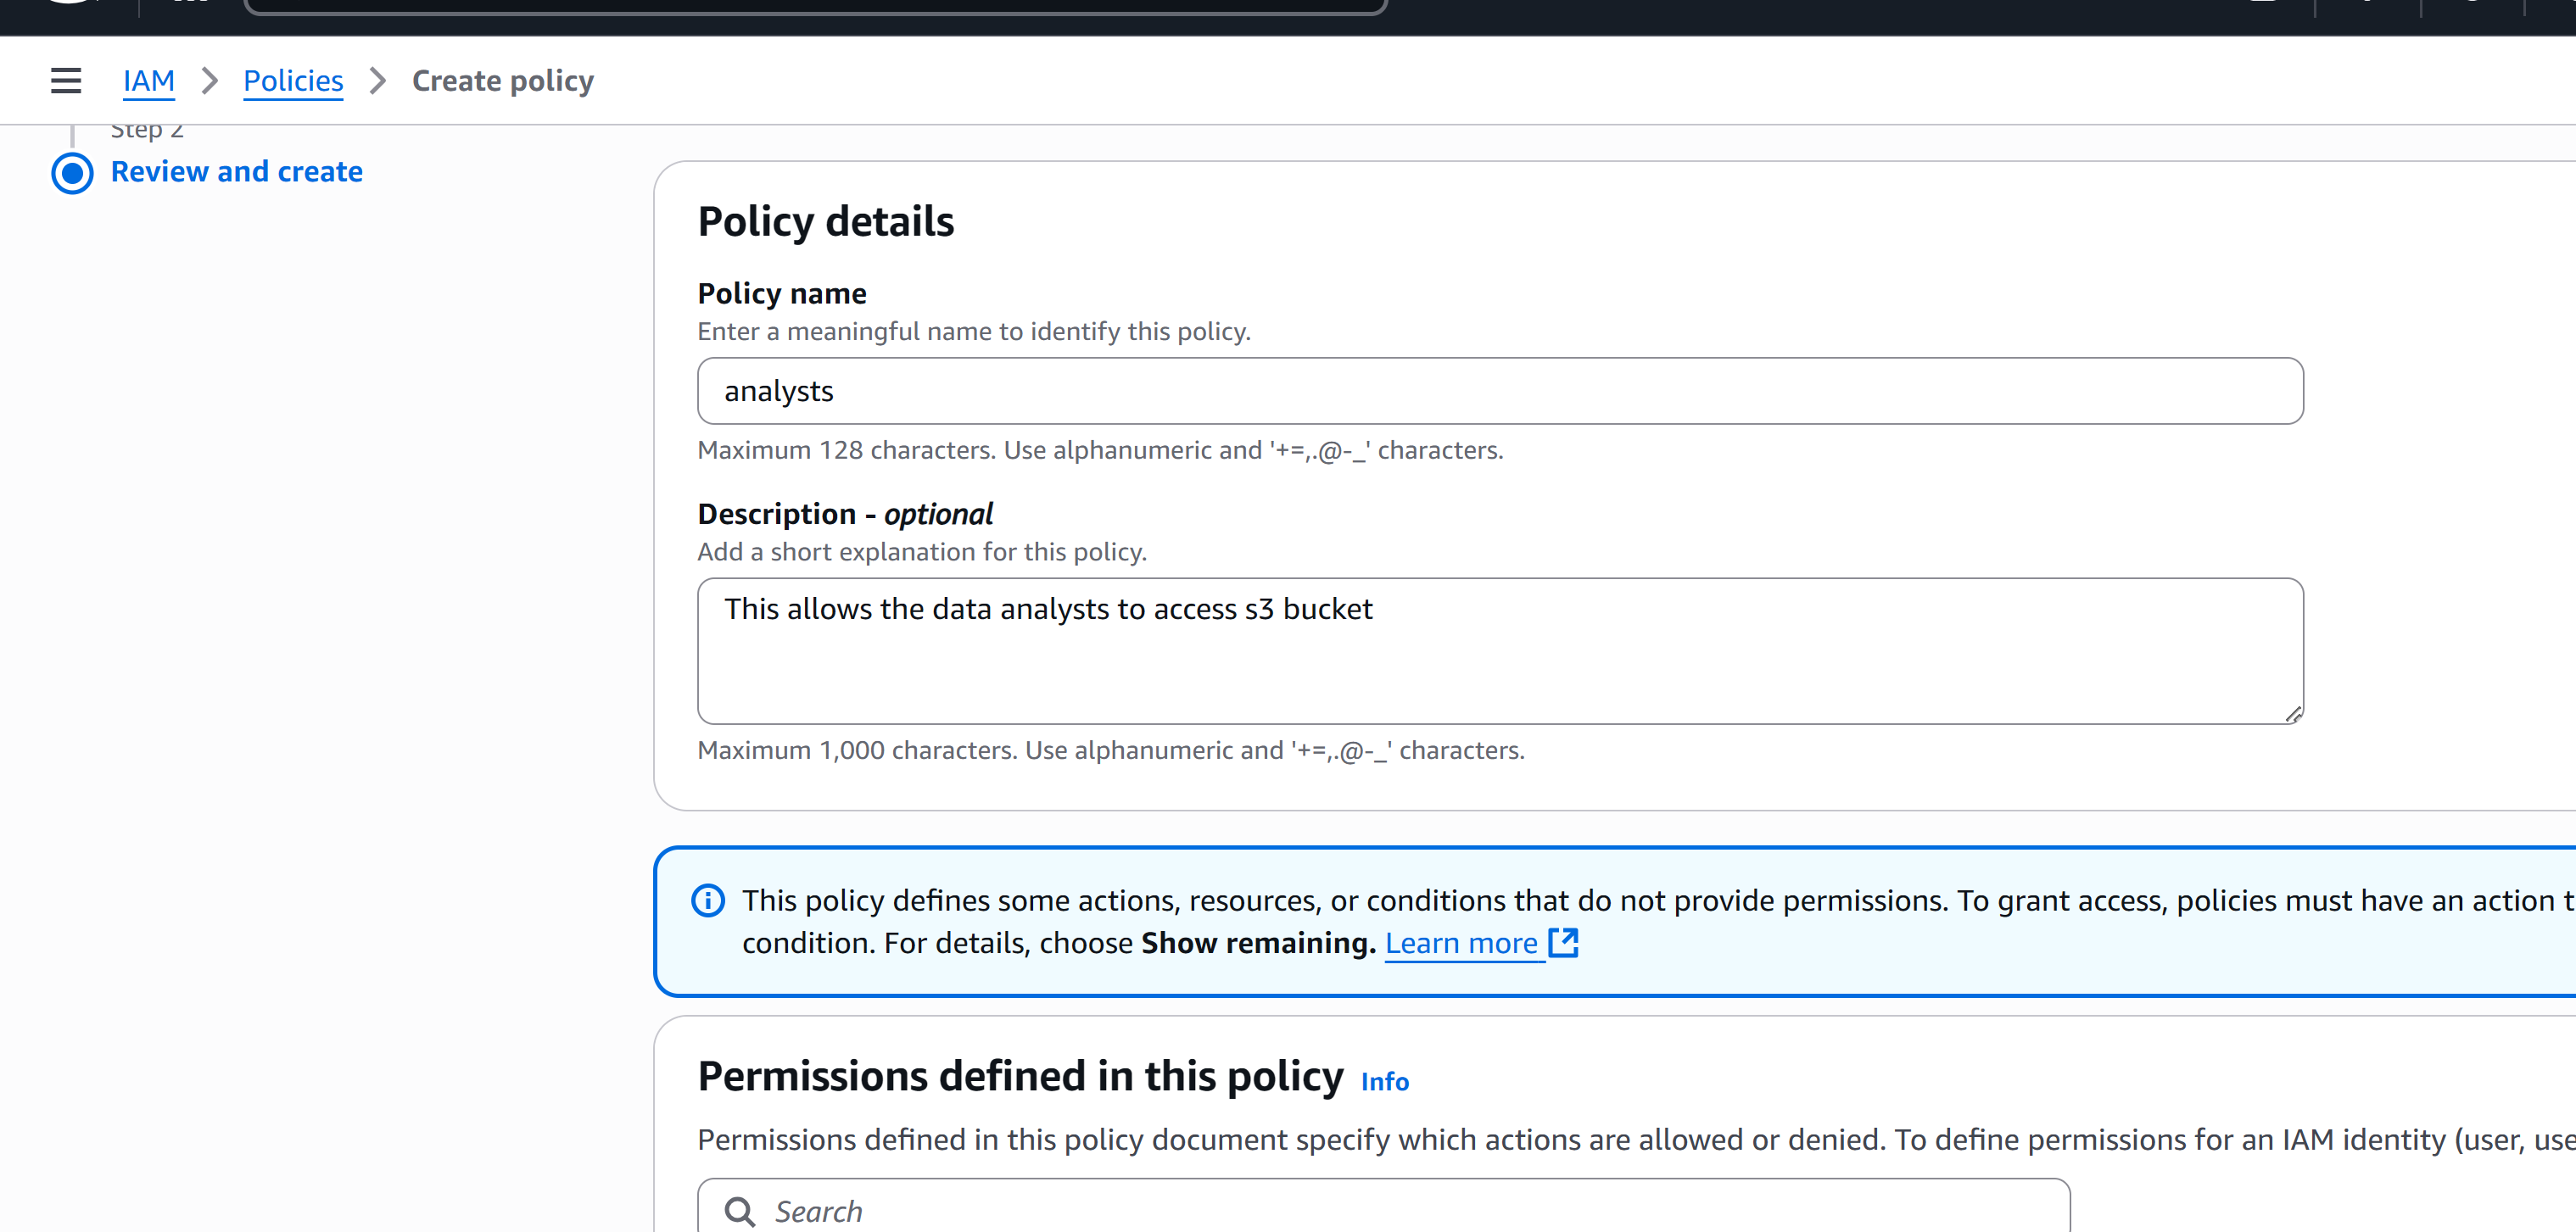 IAM > Policies > Create policy
Step 2
Review and create
Policy details
Policy name
Enter a meaningful name to identify this policy.
analysts
Maximum 128 characters. Use alphanumeric and '+=,.@-_' characters.
Description - optional
Add a short explanation for this policy.
This allows the data analysts to access s3 bucket
Maximum 1,000 characters. Use alphanumeric and '+=,.@-_' characters.
This policy defines some actions, resources, or conditions that do not provide permissions. To grant access, policies must have an action
condition. For details, choose Show remaining. Learn more
Permissions defined in this policy Info
Permissions defined in this policy document specify which actions are allowed or denied. To define permissions for an IAM identity (user,
Search